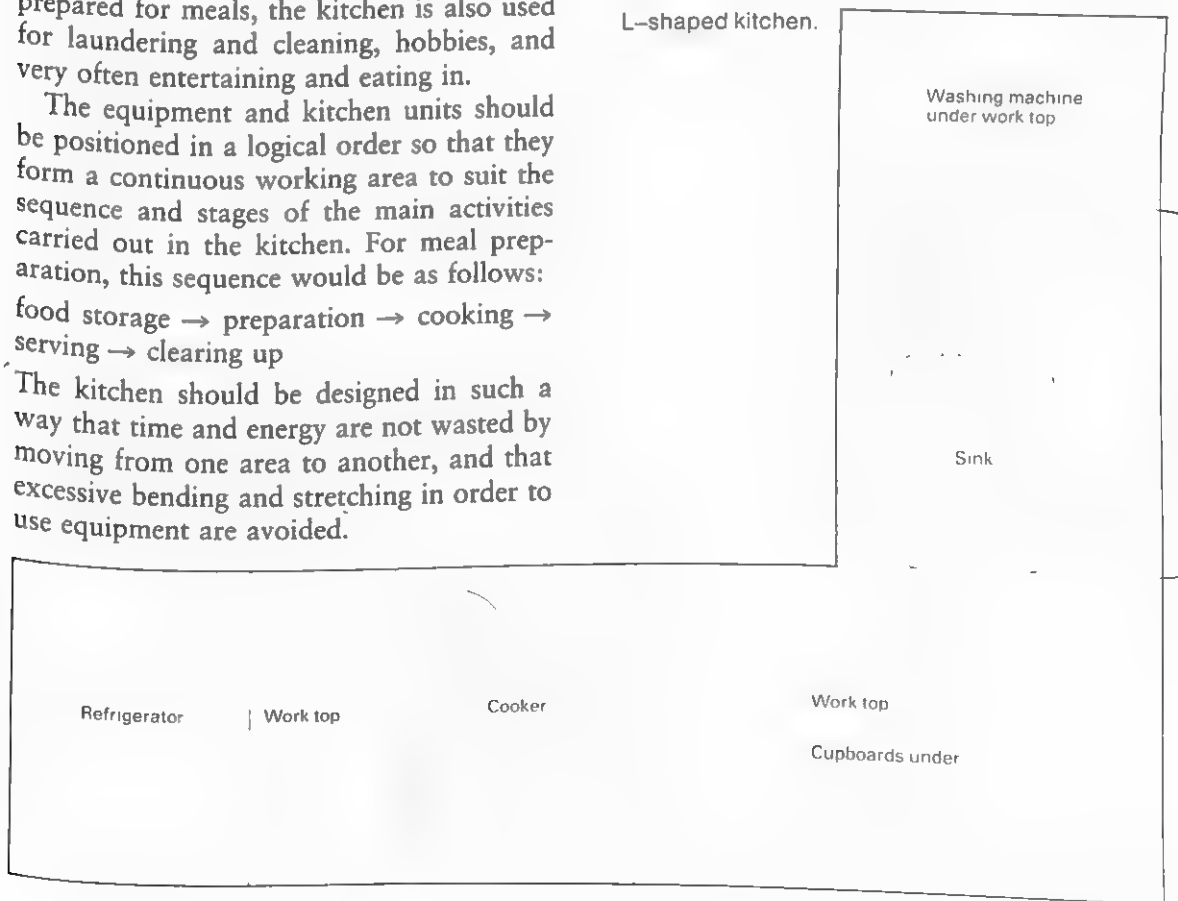 prepared for meals, the kitchen is also used
for laundering and cleaning, hobbies, and
very often entertaining and eating in.
The equipment and kitchen units should
be positioned in a logical order so that they
form a continuous working area to suit the
sequence and stages of the main activities
carried out in the kitchen. For meal prep-
aration, this sequence would be as follows:
food storage → preparation → cooking →
serving → clearing up
The kitchen should be designed in such a
way that time and energy are not wasted by
moving from one area to another, and that
excessive bending and stretching in order to
use equipment are avoided.
L–shaped kitchen.
Washing machine
under work top
Sink
Refrigerator
Work top
Cooker
Work top
Cupboards under